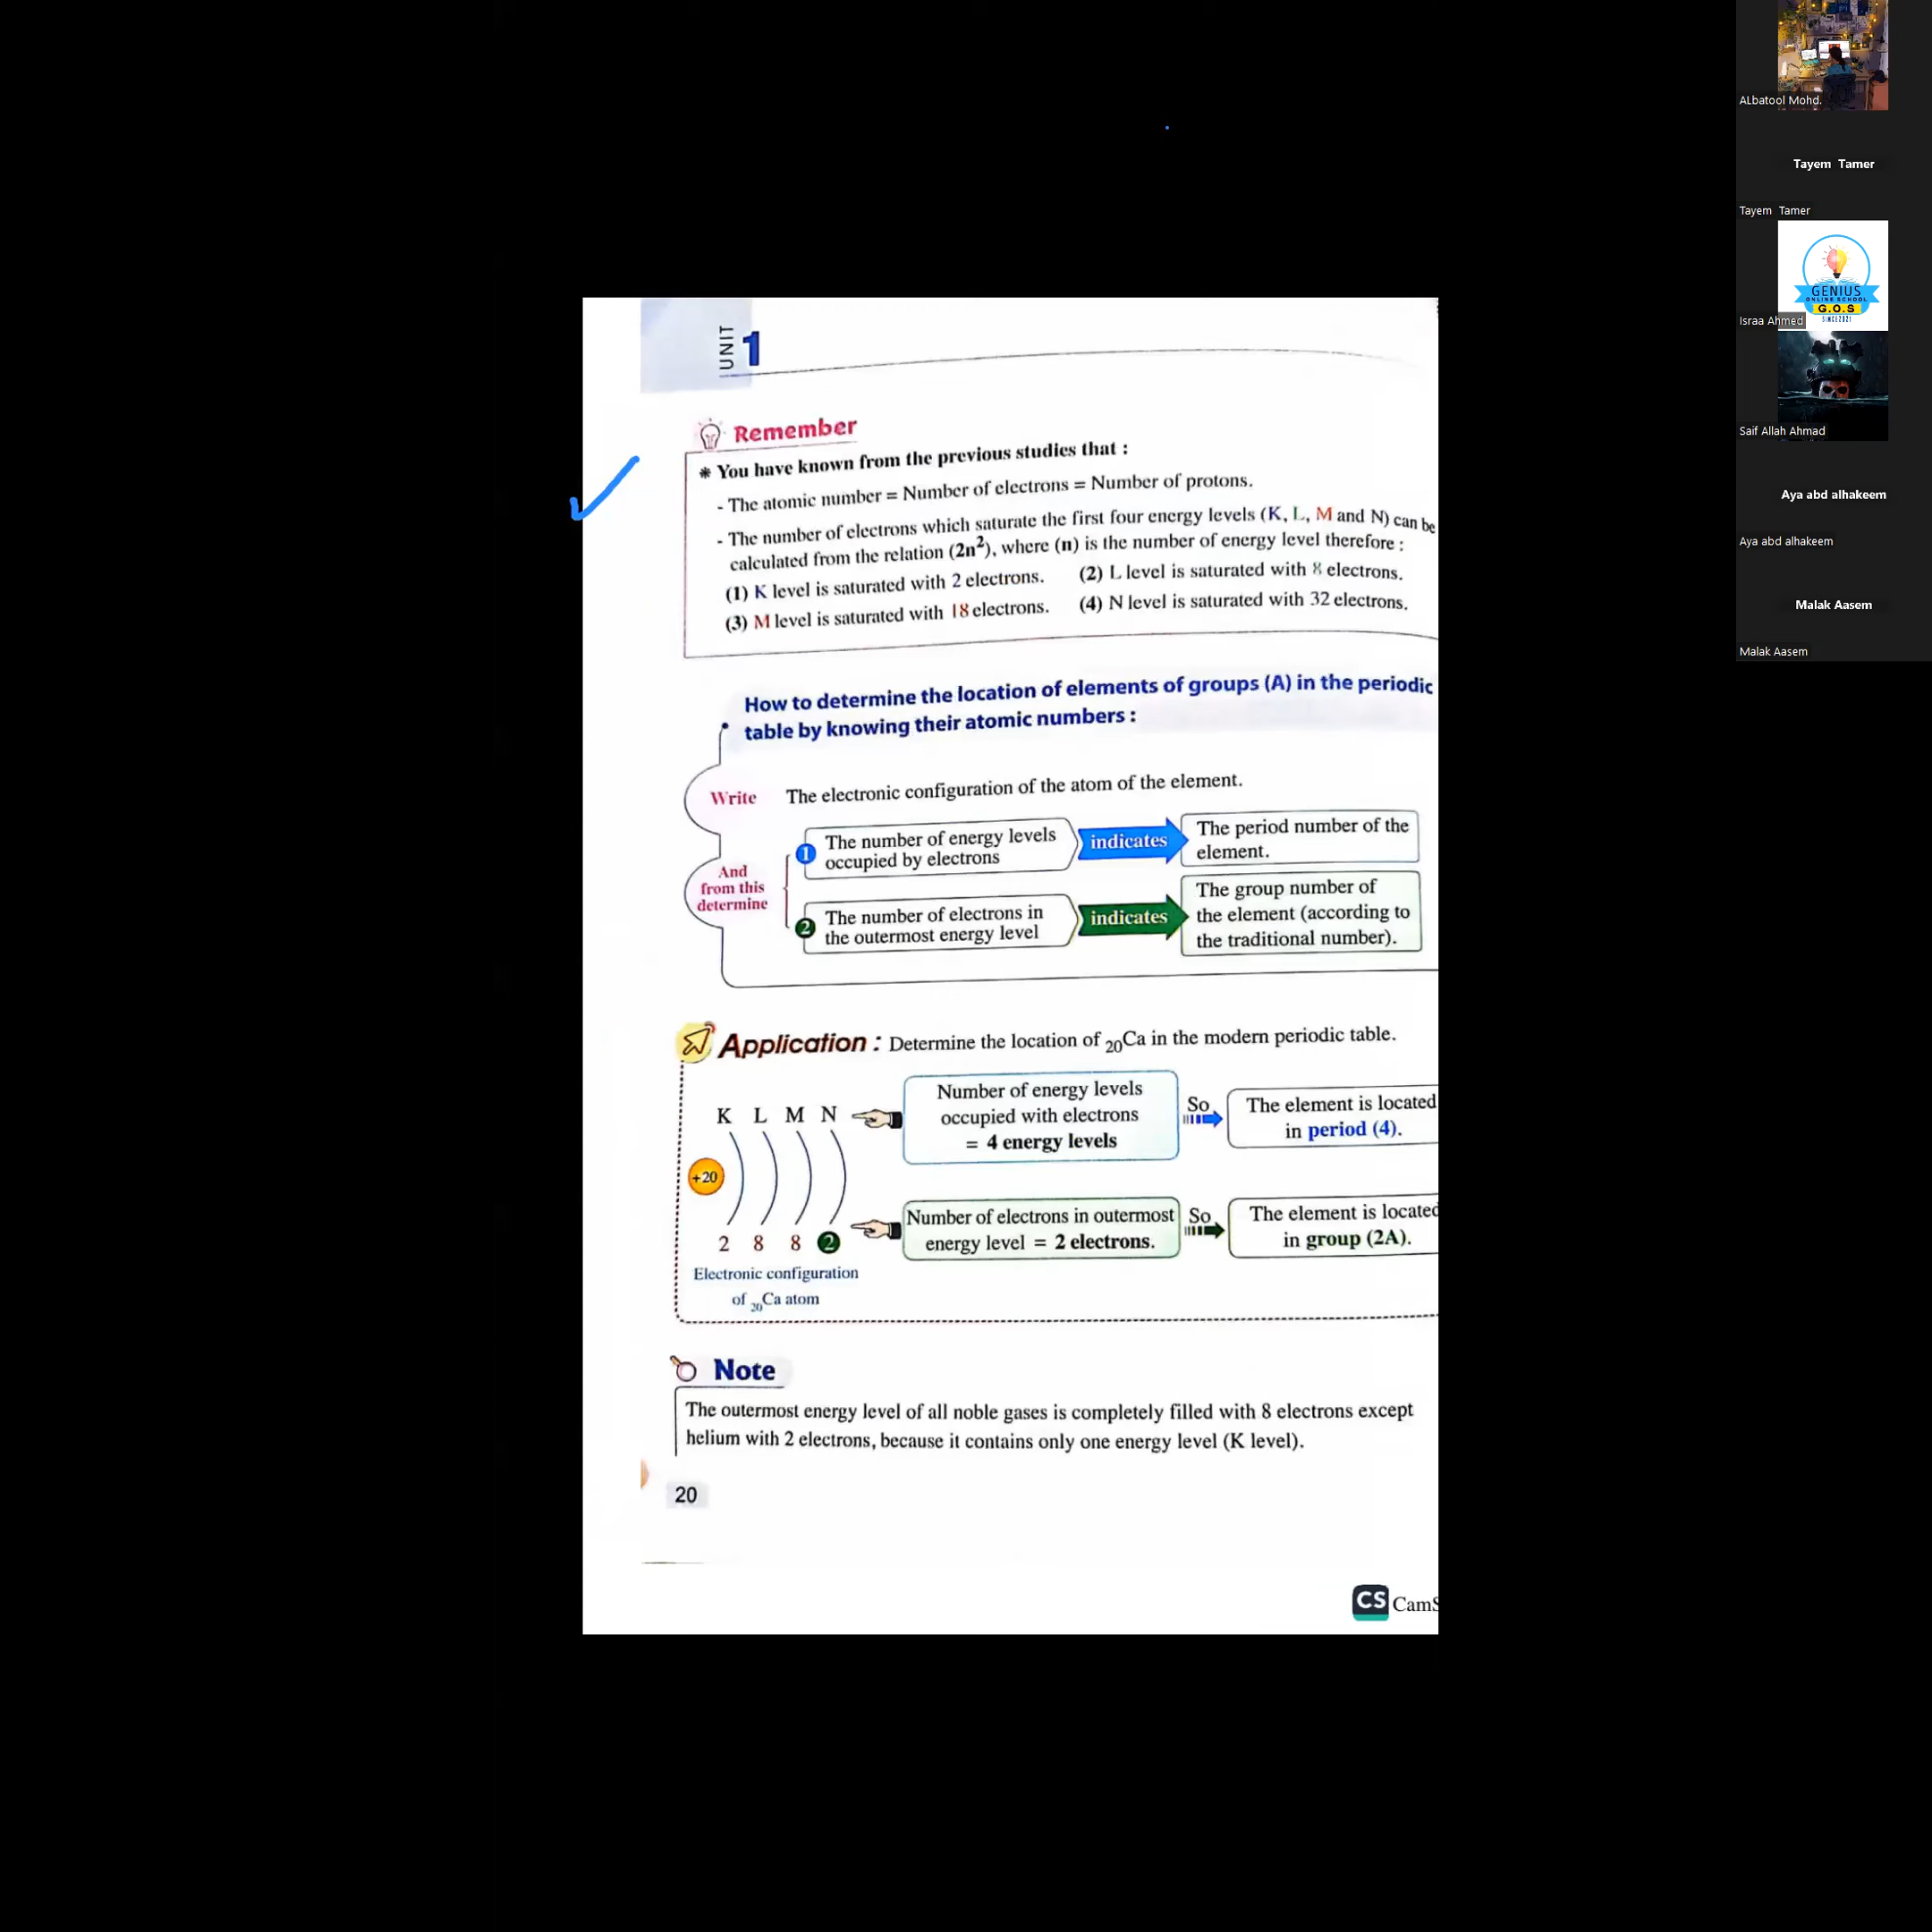 UNIT 1
Remember
* You have known from the previous studies that :
- The atomic number = Number of electrons = Number of protons.
- The number of electrons which saturate the first four energy levels (K, L, M and N) can be
calculated from the relation (2n²), where (n) is the number of energy level therefore :
(1) K level is saturated with 2 electrons. (2) L level is saturated with 8 electrons.
(3) M level is saturated with 18 electrons. (4) N level is saturated with 32 electrons.
How to determine the location of elements of groups (A) in the periodic
table by knowing their atomic numbers :
Write The electronic configuration of the atom of the element.
And
from this
determine
1 The number of energy levels
occupied by electrons
indicates
The period number of the
element.
2 The number of electrons in
the outermost energy level
indicates
The group number of
the element (according to
the traditional number).
Application : Determine the location of ₂₀Ca in the modern periodic table.
K L M N
+20
2 8 8 2
Electronic configuration
of ₂₀Ca atom
Number of energy levels
occupied with electrons
= 4 energy levels
So
The element is located
in period (4).
Number of electrons in outermost
energy level = 2 electrons.
So
The element is located
in group (2A).
Note
The outermost energy level of all noble gases is completely filled with 8 electrons except
helium with 2 electrons, because it contains only one energy level (K level).
20
CS CamS
ALbatool Mohd.
Tayem Tamer
Tayem Tamer
GENIUS
ONLINE SCHOOL
G.O.S
SINCE 2021
Israa Ahmed
Saif Allah Ahmad
Aya abd alhakeem
Aya abd alhakeem
Malak Aasem
Malak Aasem